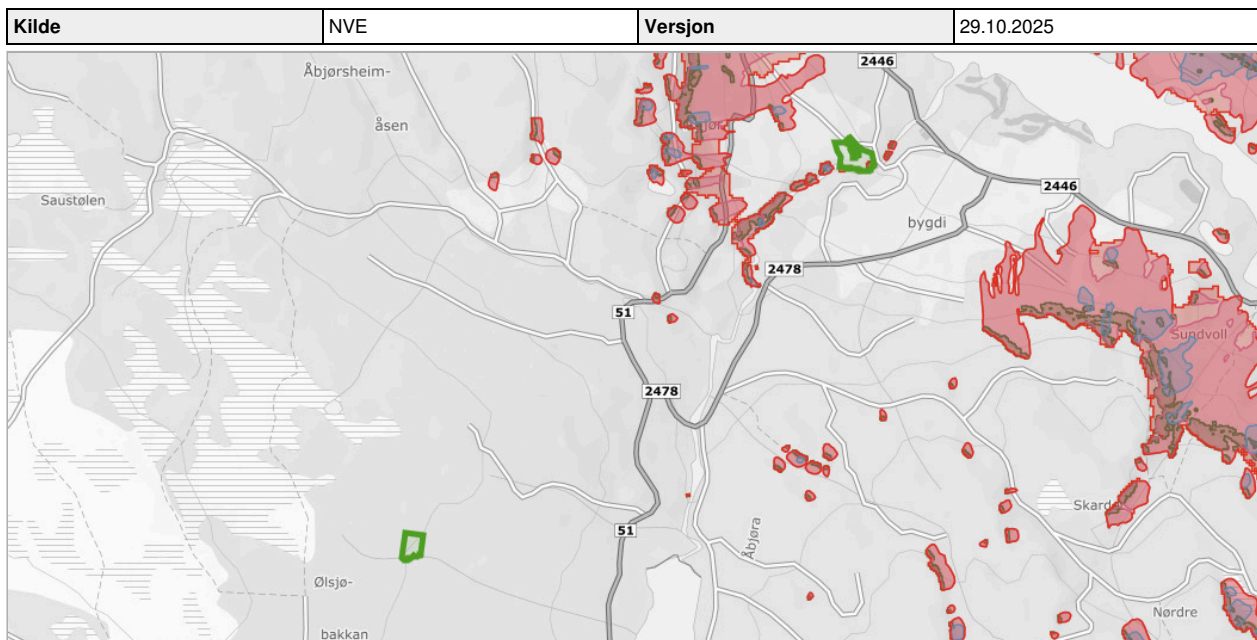 Kilde NVE Versjon 29.10.2025
2446
Åbjørsheim-
åsen
2446
Saustølen
bygdi
2478
51
Sundvoll
2478
Skard
51
Åbjøra
Ølsjø-
Nørdre
bakkan